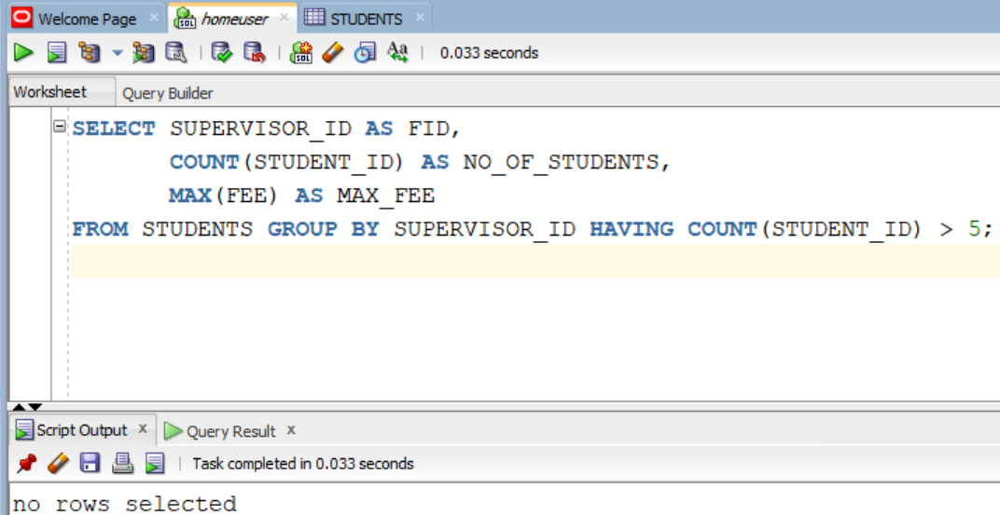 Welcome Page × homeuser × STUDENTS ×
SQL 0.033 seconds
Worksheet Query Builder
SELECT SUPERVISOR_ID AS FID,
COUNT(STUDENT_ID) AS NO_OF_STUDENTS,
MAX(FEE) AS MAX_FEE
FROM STUDENTS GROUP BY SUPERVISOR_ID HAVING COUNT(STUDENT_ID) > 5;
Script Output x Query Result x
Task completed in 0.033 seconds
no rows selected